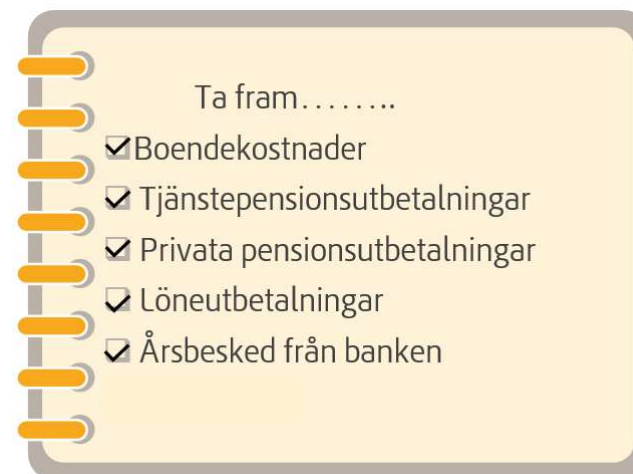 Ta fram……..
Boendekostnader
Tjänstepensionsutbetalningar
Privata pensionsutbetalningar
Löneutbetalningar
Årsbesked från banken